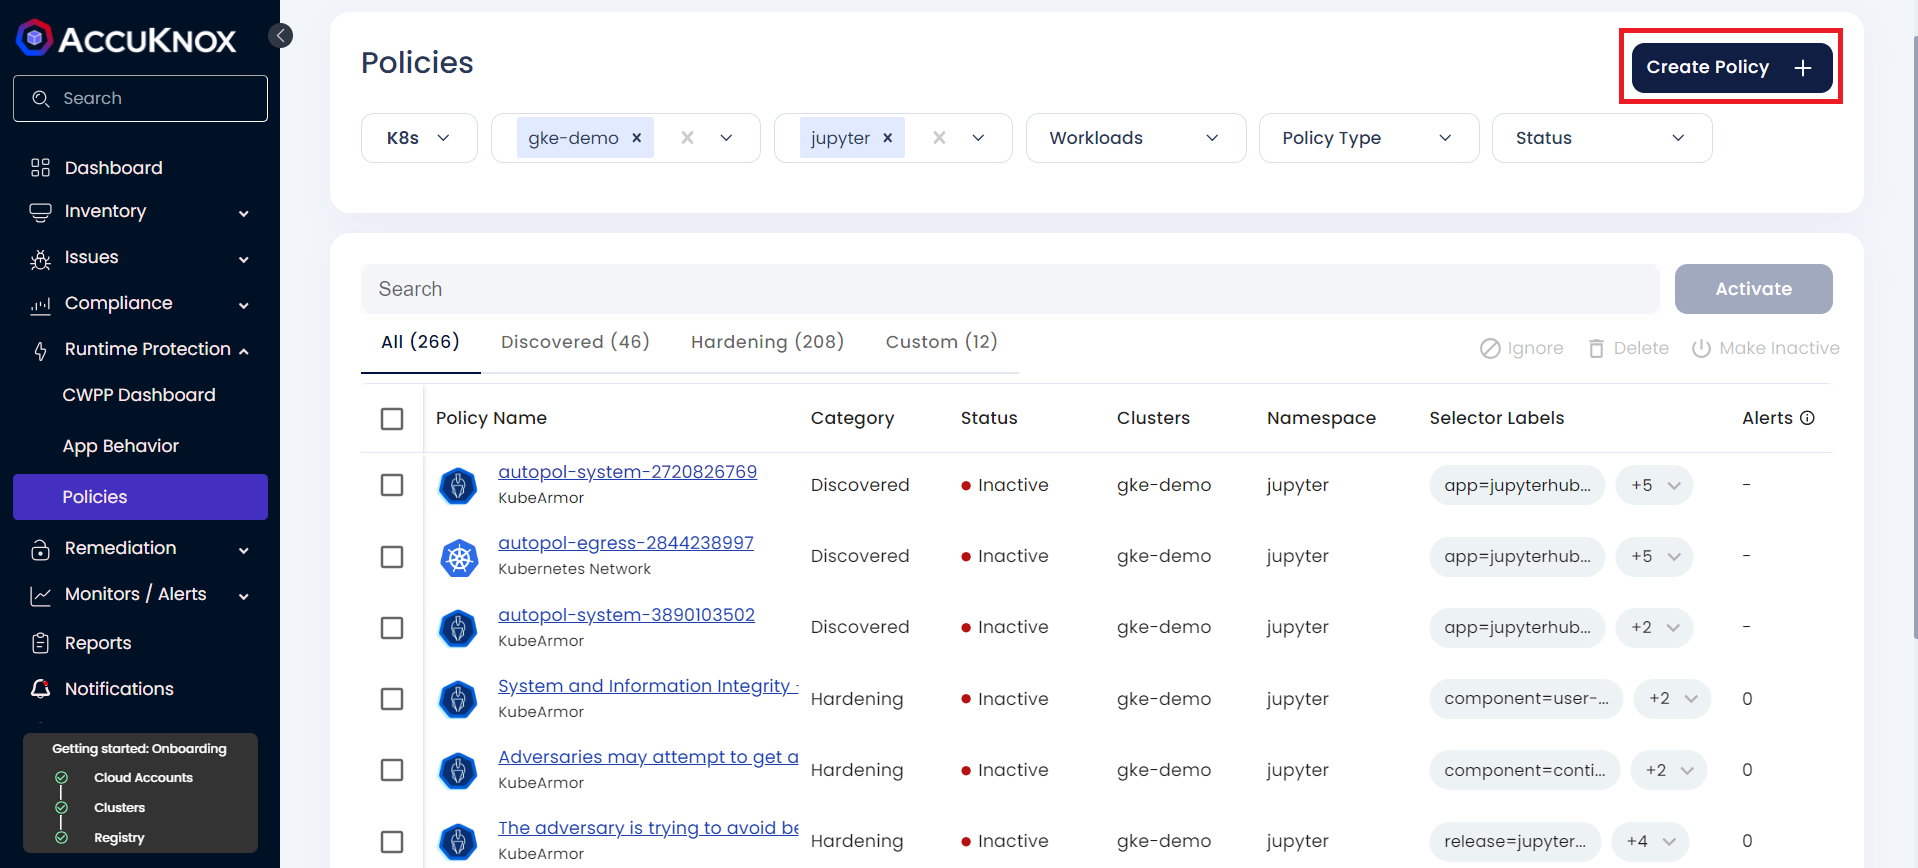 ACCUKNOX
Search
Dashboard
Inventory
Issues
Compliance
Runtime Protection
CWPP Dashboard
App Behavior
Policies
Remediation
Monitors / Alerts
Reports
Notifications
Getting started: Onboarding
Cloud Accounts
Clusters
Registry
Policies
Create Policy +
K8s gke-demo × × jupyter × × Workloads Policy Type Status
Search
Activate
All (266) Discovered (46) Hardening (208) Custom (12)
Ignore Delete Make Inactive
Policy Name Category Status Clusters Namespace Selector Labels Alerts
autopol-system-2720826769
KubeArmor
Discovered Inactive gke-demo jupyter app=jupyterhub... +5 -
autopol-egress-2844238997
Kubernetes Network
Discovered Inactive gke-demo jupyter app=jupyterhub... +5 -
autopol-system-3890103502
KubeArmor
Discovered Inactive gke-demo jupyter app=jupyterhub... +2 -
System and Information Integrity -
KubeArmor
Hardening Inactive gke-demo jupyter component=user-... +2 0
Adversaries may attempt to get a
KubeArmor
Hardening Inactive gke-demo jupyter component=conti... +2 0
The adversary is trying to avoid be
KubeArmor
Hardening Inactive gke-demo jupyter release=jupyter... +4 0